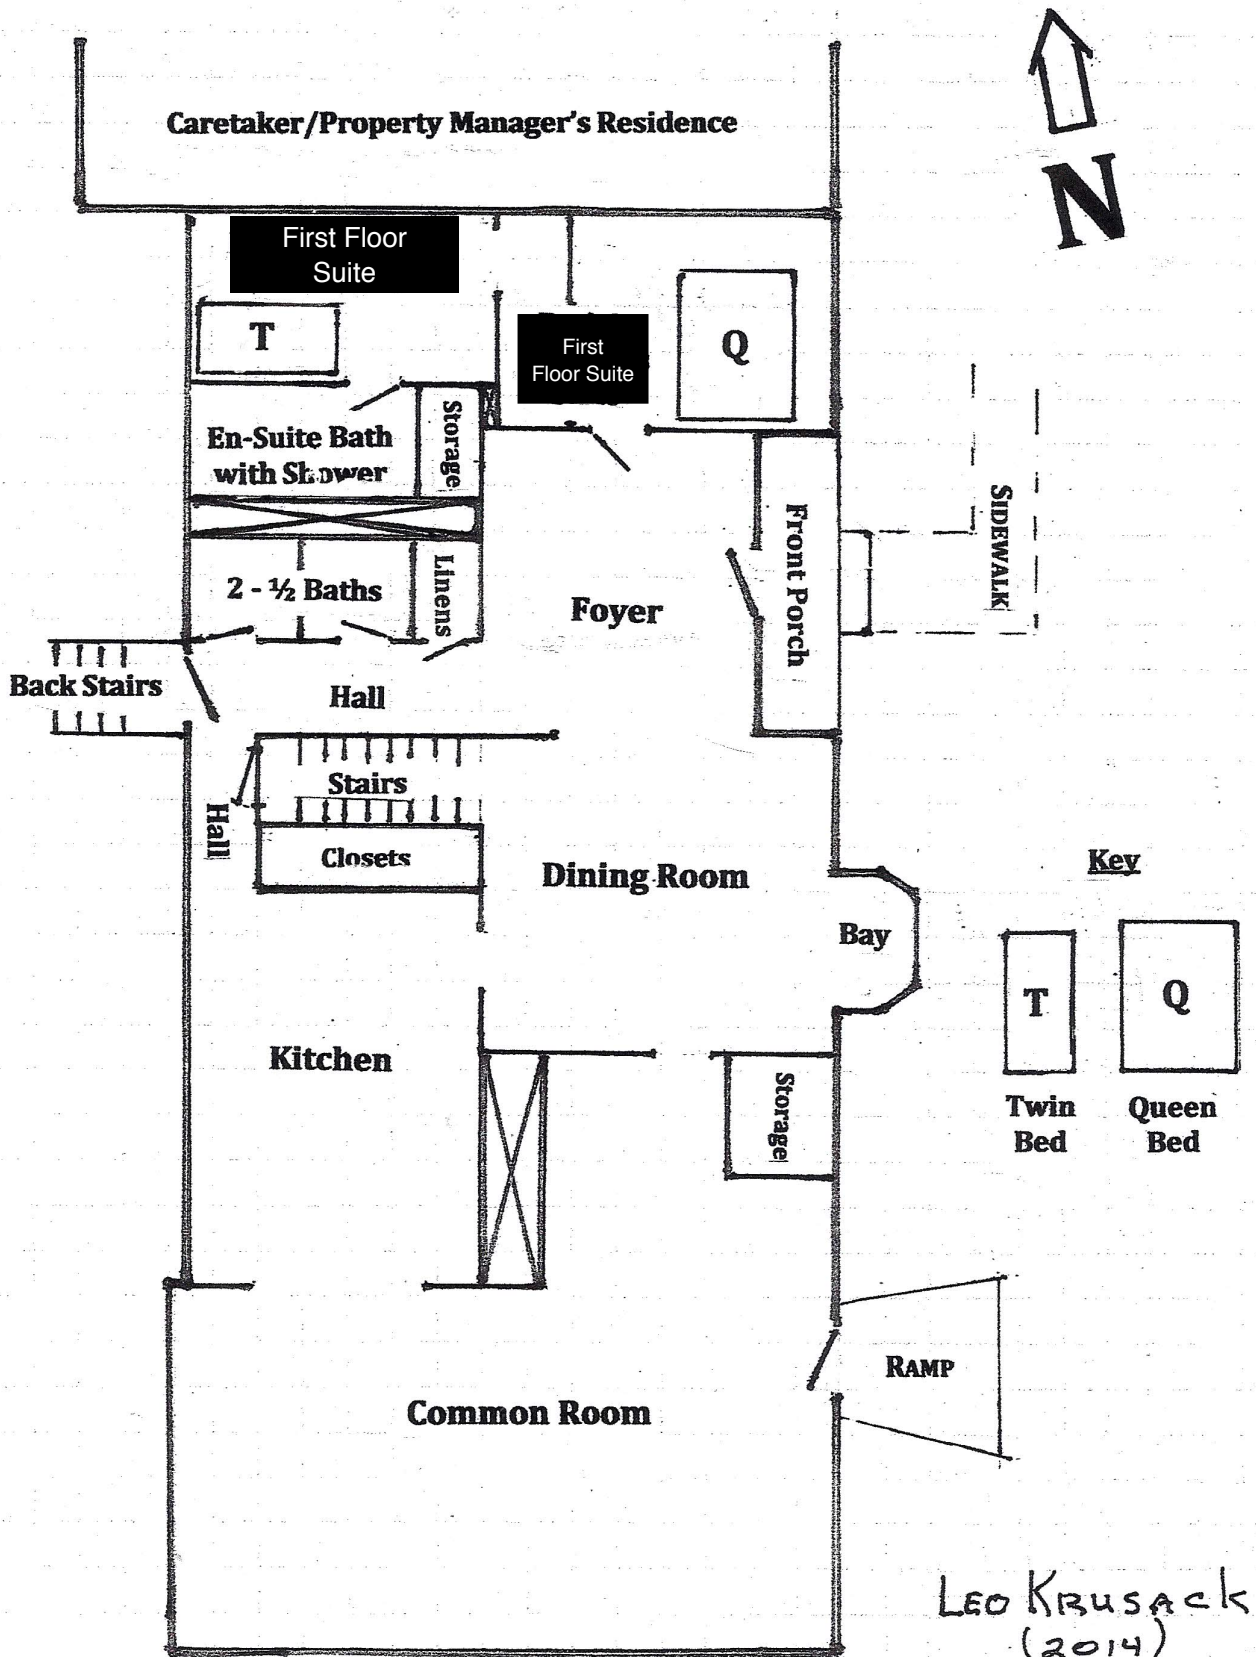 Caretaker/Property Manager's Residence
N
First Floor
Suite
T
First
Floor Suite
Q
En-Suite Bath
with Shower
Storage
2 - ½ Baths
Linens
Foyer
Front Porch
SIDEWALK
Back Stairs
Hall
Stairs
Hall
Closets
Dining Room
Bay
Key
T
Q
Twin
Bed
Queen
Bed
Kitchen
Storage
RAMP
Common Room
LEO KRUSACK
(2014)